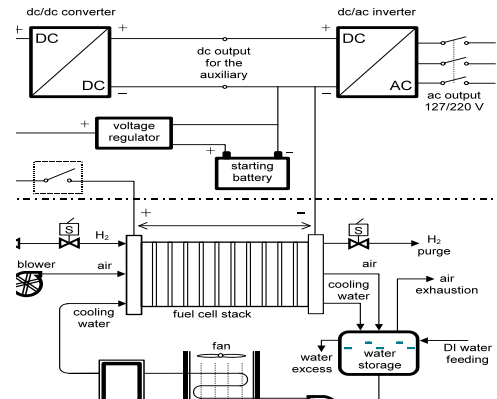 dc/dc converter
dc/ac inverter
+
+
+
DC
DC
DC
AC
dc output
for the
auxiliary
−
−
ac output
127/220 V
+
voltage
regulator
+
−
starting
battery
+
−
S
S
H2
H2
purge
blower
air
air
air
exhaustion
cooling
water
cooling
water
fuel cell stack
fan
water
excess
water
storage
DI water
feeding